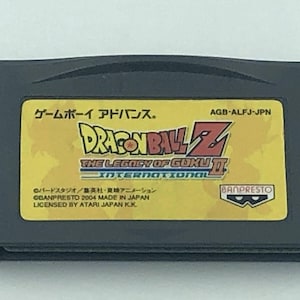 ゲームボーイ アドバンス®
AGB-ALFJ-JPN
DRAGONBALL Z
THE LEGACY OF GOKU II
INTERNATIONAL
©バードスタジオ／集英社・東映アニメーション
©BANPRESTO 2004 MADE IN JAPAN
LICENSED BY ATARI JAPAN K.K.
BANPRESTO